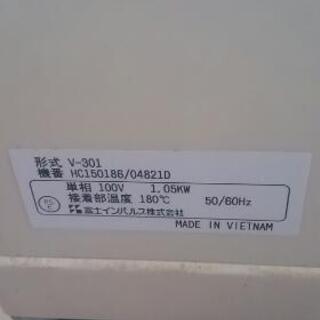 形式 V-301
機番 HC150186/04821D
単相 100V 1.05KW
接着部温度 180℃ 50/60Hz
富士インパルス株式会社
MADE IN VIETNAM